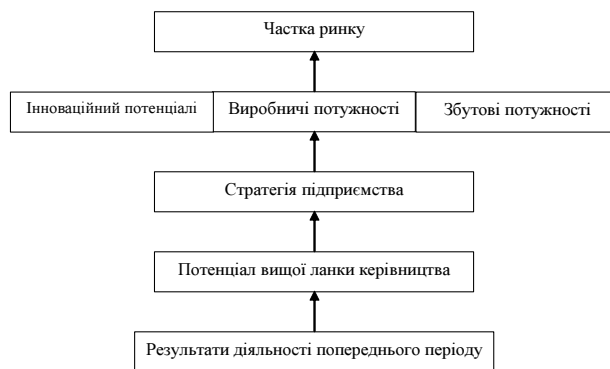 Частка ринку
Інноваційний потенціалі
Виробничі потужності
Збутові потужності
Стратегія підприємства
Потенціал вищої ланки керівництва
Результати діяльності попереднього періоду